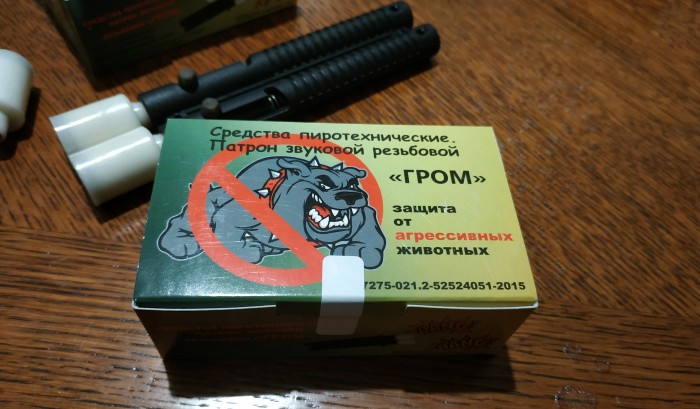 Средства пиротехнические.
Патрон звуковой резьбовой
«ГРОМ»
защита
от
агрессивных
животных
7275-021.2-52524051-2015